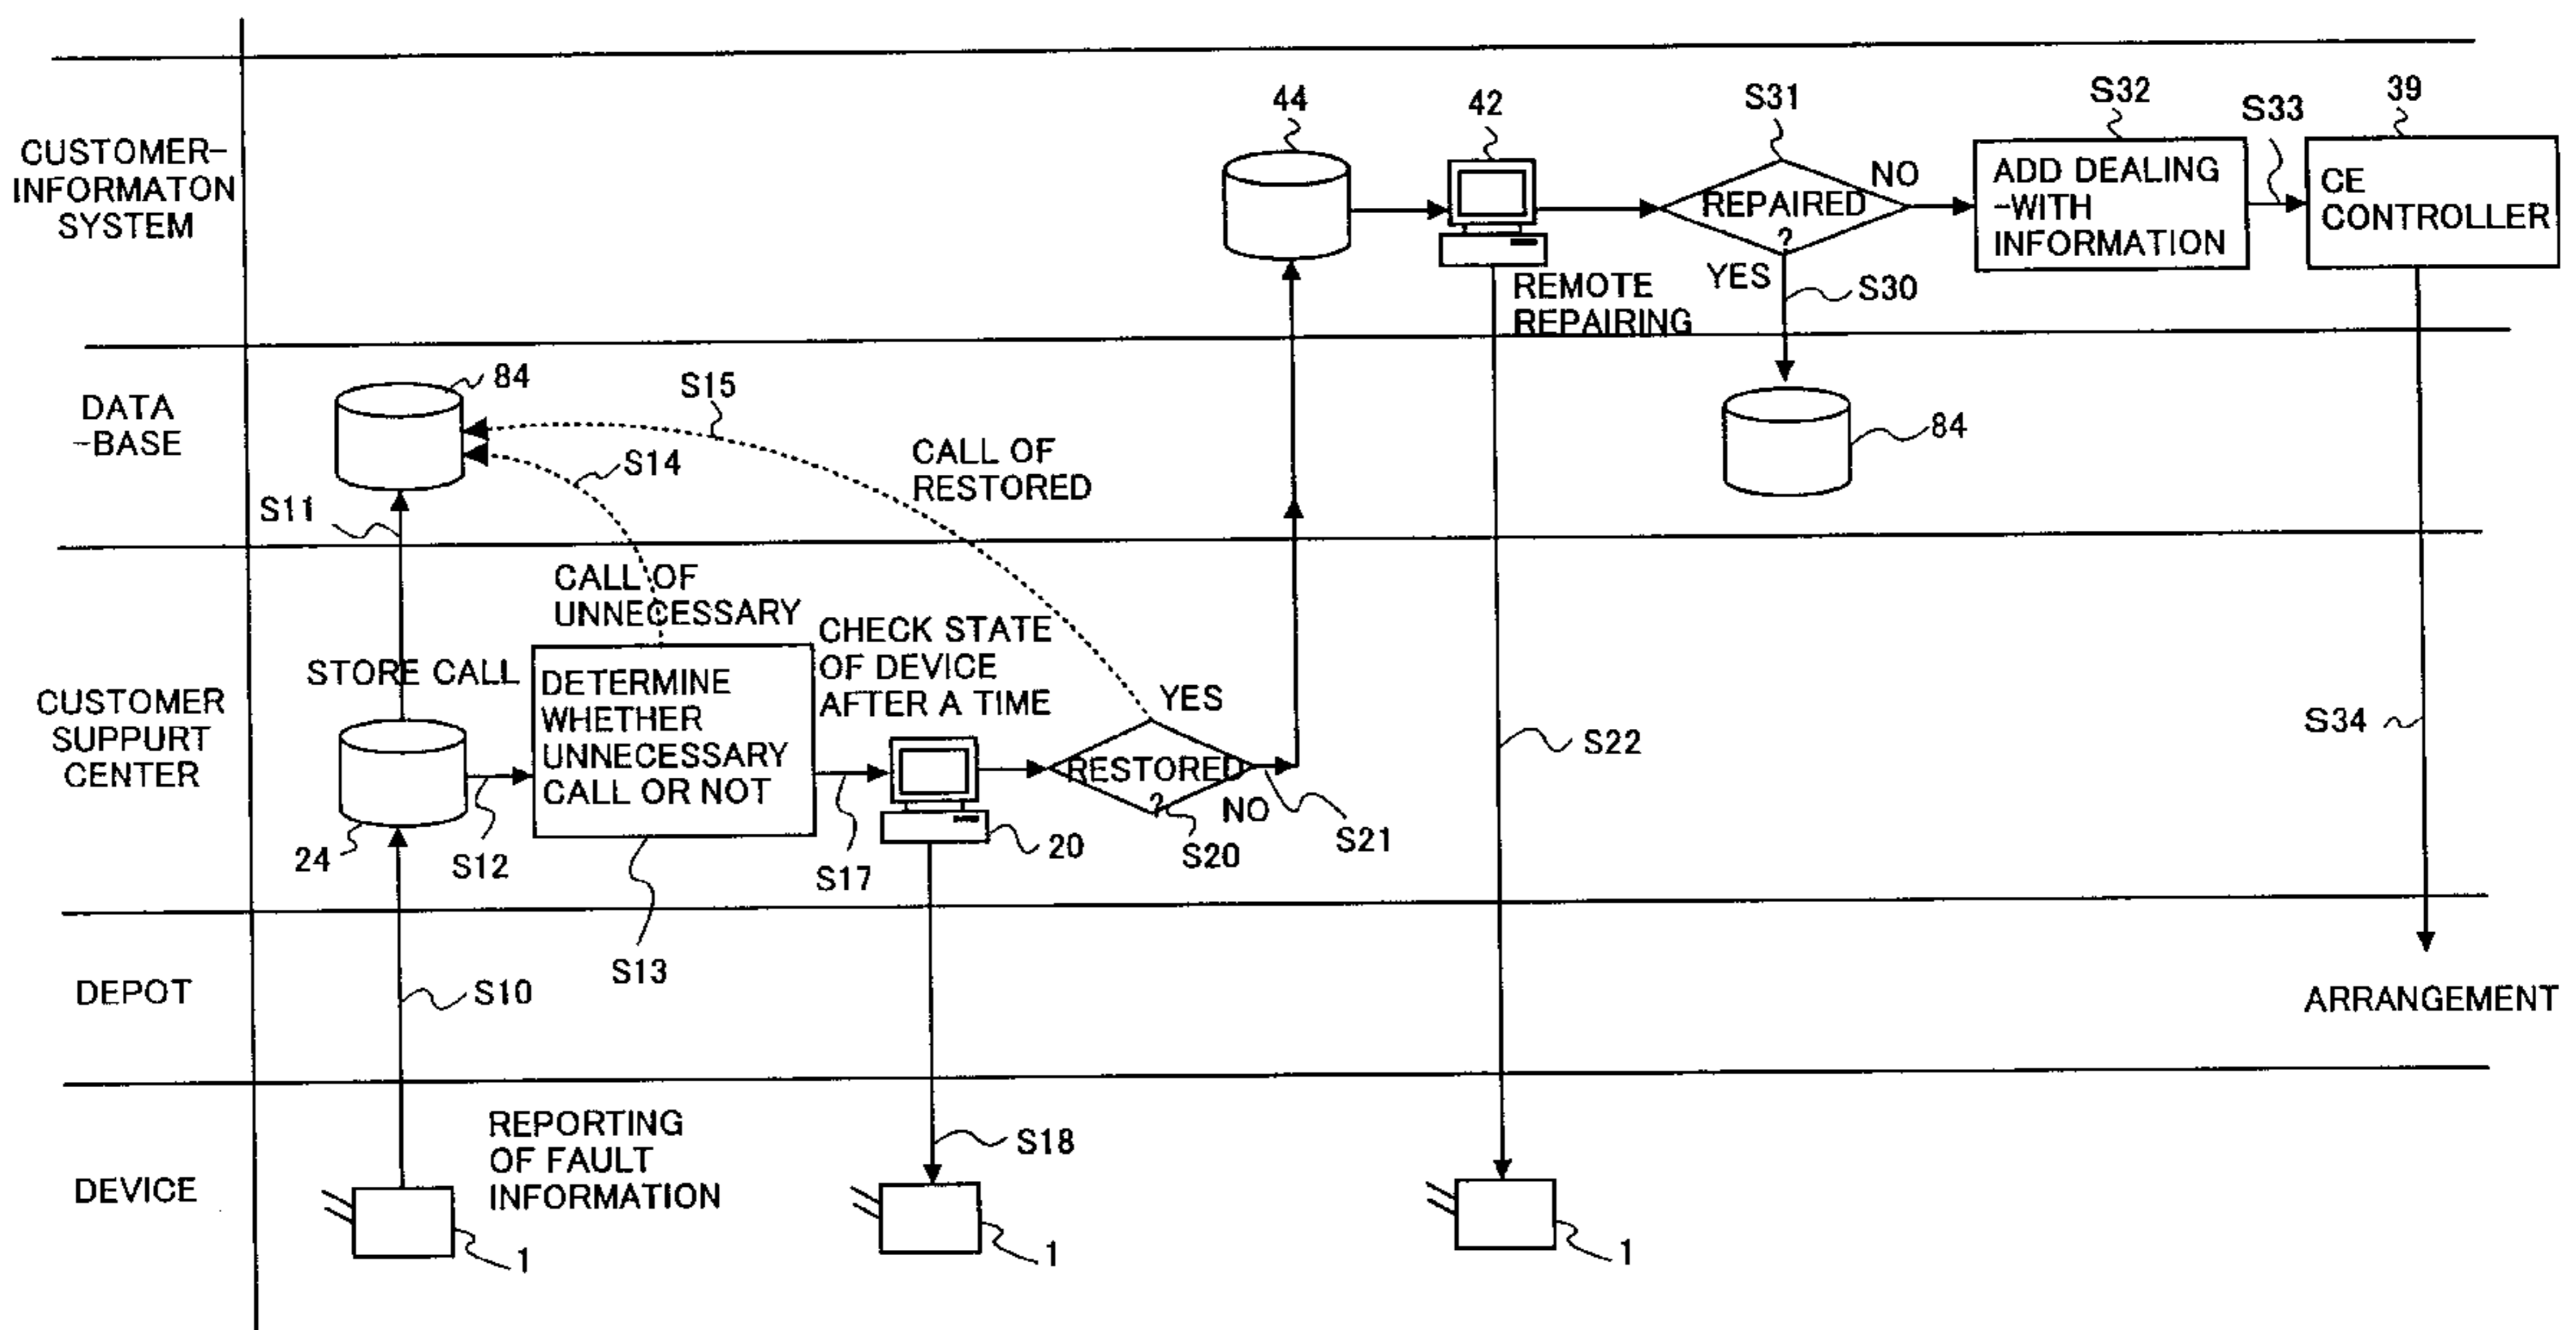 44
42
S31
S32
S33
39
CUSTOMER-
INFORMATON
SYSTEM
REPAIRED
?
NO
YES
S30
ADD DEALING
-WITH
INFORMATION
CE
CONTROLLER
REMOTE
REPAIRING
DATA
-BASE
84
S15
S14
CALL OF
RESTORED
84
S11
CALL OF
UNNECESSARY
CUSTOMER
SUPPURT
CENTER
STORE CALL
DETERMINE
WHETHER
UNNECESSARY
CALL OR NOT
CHECK STATE
OF DEVICE
AFTER A TIME
YES
RESTORED
?
NO
S22
S34
24
S12
S17
20
S20
S21
S13
DEPOT
S10
ARRANGEMENT
DEVICE
REPORTING
OF FAULT
INFORMATION
S18
1
1
1